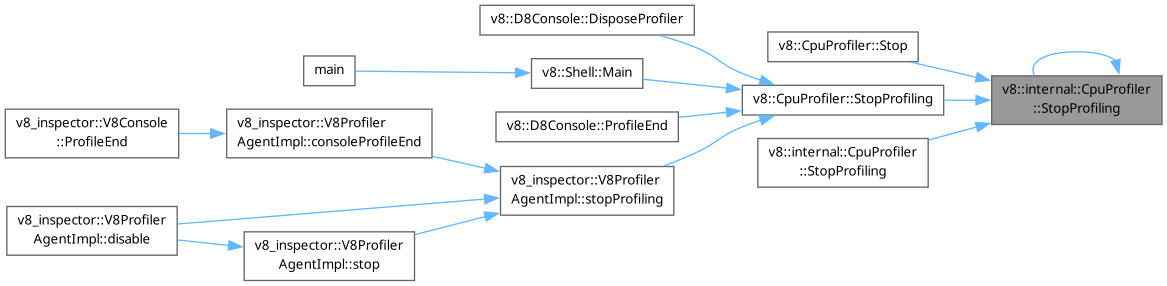 v8::D8Console::DisposeProfiler
v8::CpuProfiler::Stop
main
v8::Shell::Main
v8::internal::CpuProfiler
::StopProfiling
v8::CpuProfiler::StopProfiling
v8_inspector::V8Console
::ProfileEnd
v8_inspector::V8Profiler
AgentImpl::consoleProfileEnd
v8::D8Console::ProfileEnd
v8::internal::CpuProfiler
::StopProfiling
v8_inspector::V8Profiler
AgentImpl::stopProfiling
v8_inspector::V8Profiler
AgentImpl::disable
v8_inspector::V8Profiler
AgentImpl::stop